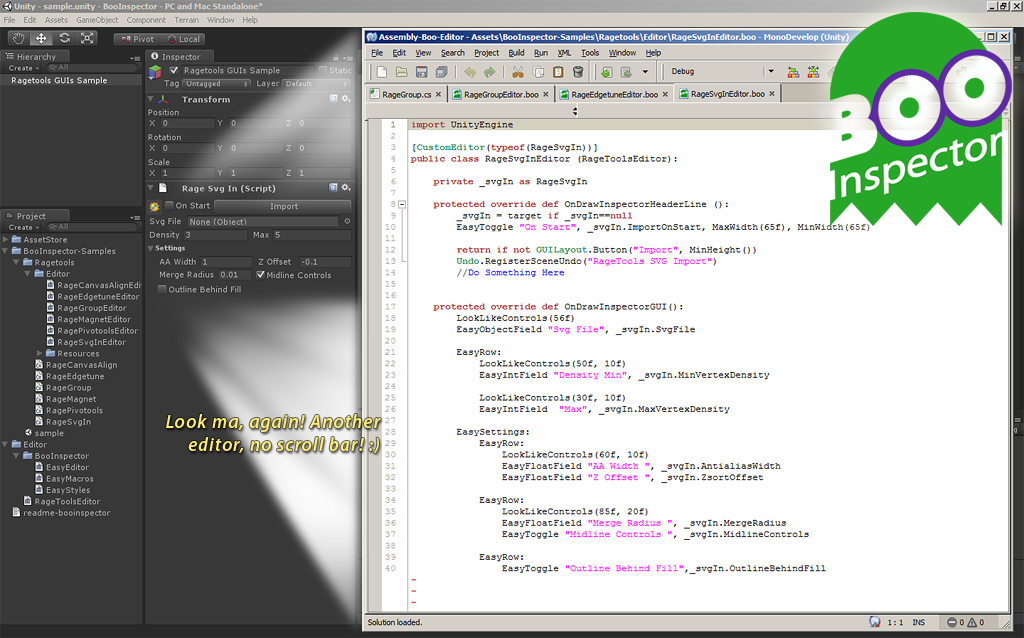 Unity - sample.unity - BooInspector - PC and Mac Standalone*
File Edit Assets GameObject Component Terrain Window Help
Pivot Local
Hierarchy
Create All
Ragetools GUIs Sample
Inspector
Ragetools GUIs Sample Static
Tag Untagged Layer Default
Transform
Position
X 0 Y 0 Z 0
Rotation
X 0 Y 0 Z 0
Scale
X 1 Y 1 Z 1
Rage Svg In (Script)
On Start Import
Svg File None (Object)
Density 3 Max 5
Settings
AA Width 1 Z Offset -0.1
Merge Radius 0.01 Midline Controls
Outline Behind Fill
Project
Create All
AssetStore
BooInspector-Samples
Ragetools
Editor
RageCanvasAlignEdi
RageEdgetuneEditor
RageGroupEditor
RageMagnetEditor
RagePivotoolsEditor
RageSvgInEditor
Resources
RageCanvasAlign
RageEdgetune
RageGroup
RageMagnet
RagePivotools
RageSvgIn
sample
Editor
BooInspector
EasyEditor
EasyMacros
EasyStyles
RageToolsEditor
readme-booinspector
Look ma, again! Another
editor, no scroll bar! :)
Assembly-Boo-Editor - Assets\BooInspector-Samples\Ragetools\Editor\RageSvgInEditor.boo - MonoDevelop (Unity)
File Edit View Search Project Build Run XML Tools Window Help
Debug
RageGroup.cs RageGroupEditor.boo RageEdgetuneEditor.boo RageSvgInEditor.boo
1 import UnityEngine
2
3 [CustomEditor(typeof(RageSvgIn))]
4 public class RageSvgInEditor (RageToolsEditor):
5
6 private _svgIn as RageSvgIn
7
8 protected override def OnDrawInspectorHeaderLine ():
9 _svgIn = target if _svgIn==null
10 EasyToggle "On Start", _svgIn.ImportOnStart, MaxWidth(65f), MinWidth(65f)
11
12 return if not GUILayout.Button("Import", MinHeight())
13 Undo.RegisterSceneUndo("RageTools SVG Import")
14 //Do Something Here
15
16
17 protected override def OnDrawInspectorGUI():
18 LookLikeControls (56f)
19 EasyObjectField "Svg File", _svgIn.SvgFile
20
21 EasyRow:
22 LookLikeControls(50f, 10f)
23 EasyIntField "Density Min", _svgIn.MinVertexDensity
24
25 LookLikeControls(30f, 10f)
26 EasyIntField  "Max", _svgIn.MaxVertexDensity
27
28 EasySettings:
29 EasyRow:
30 LookLikeControls(60f, 10f)
31 EasyFloatField "AA Width ", _svgIn.AntialiasWidth
32 EasyFloatField "Z Offset ", _svgIn.ZsortOffset
33
34 EasyRow:
35 LookLikeControls(85f, 20f)
36 EasyFloatField "Merge Radius ", _svgIn.MergeRadius
37 EasyToggle "Midline Controls ", _svgIn.MidlineControls
38
39 EasyRow:
40 EasyToggle "Outline Behind Fill",_svgIn.OutlineBehindFill
~
~
~
Solution loaded. 1 : 1 INS 0 0
Boo
Inspector